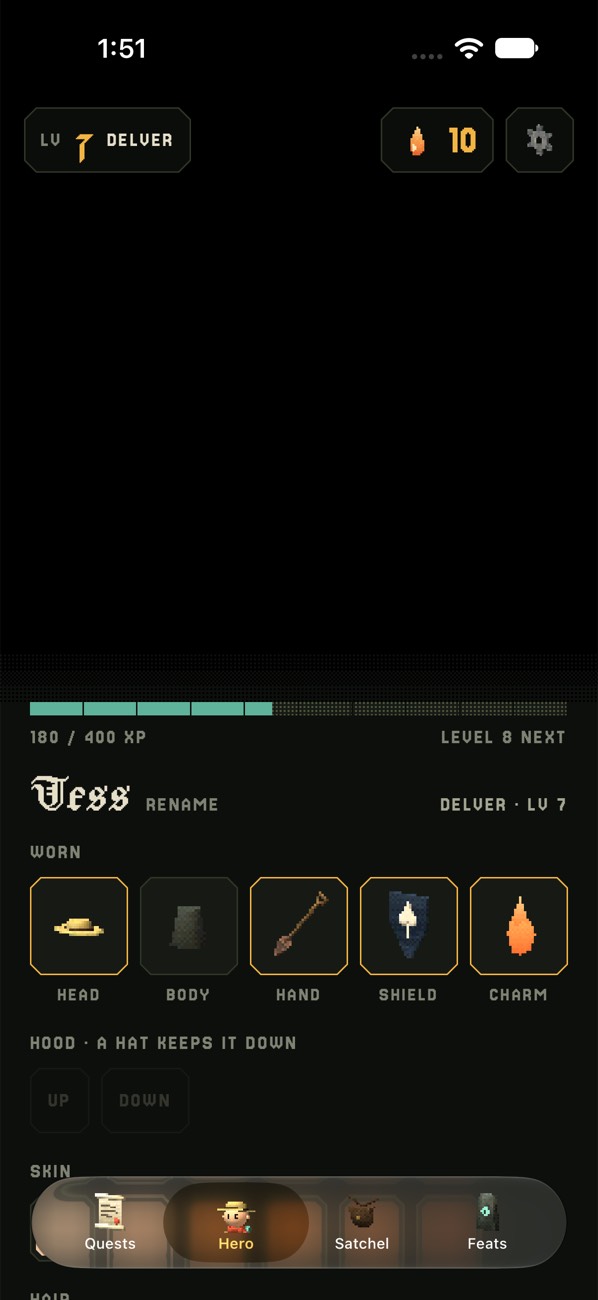 1:51
LV 7 DELVER
10
180 / 400 XP
LEVEL 8 NEXT
Vess RENAME
DELVER · LV 7
WORN
HEAD
BODY
HAND
SHIELD
CHARM
HOOD · A HAT KEEPS IT DOWN
UP
DOWN
SKIN
Quests
Hero
Satchel
Feats